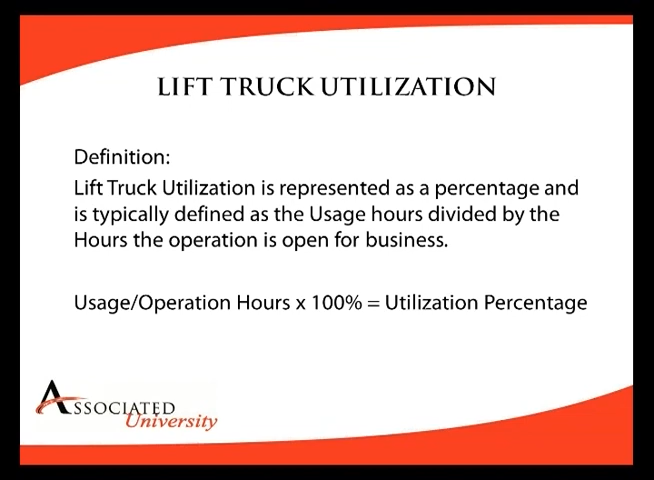 LIFT TRUCK UTILIZATION
Definition:
Lift Truck Utilization is represented as a percentage and
is typically defined as the Usage hours divided by the
Hours the operation is open for business.
Usage/Operation Hours x 100% = Utilization Percentage
ASSOCIATED
University